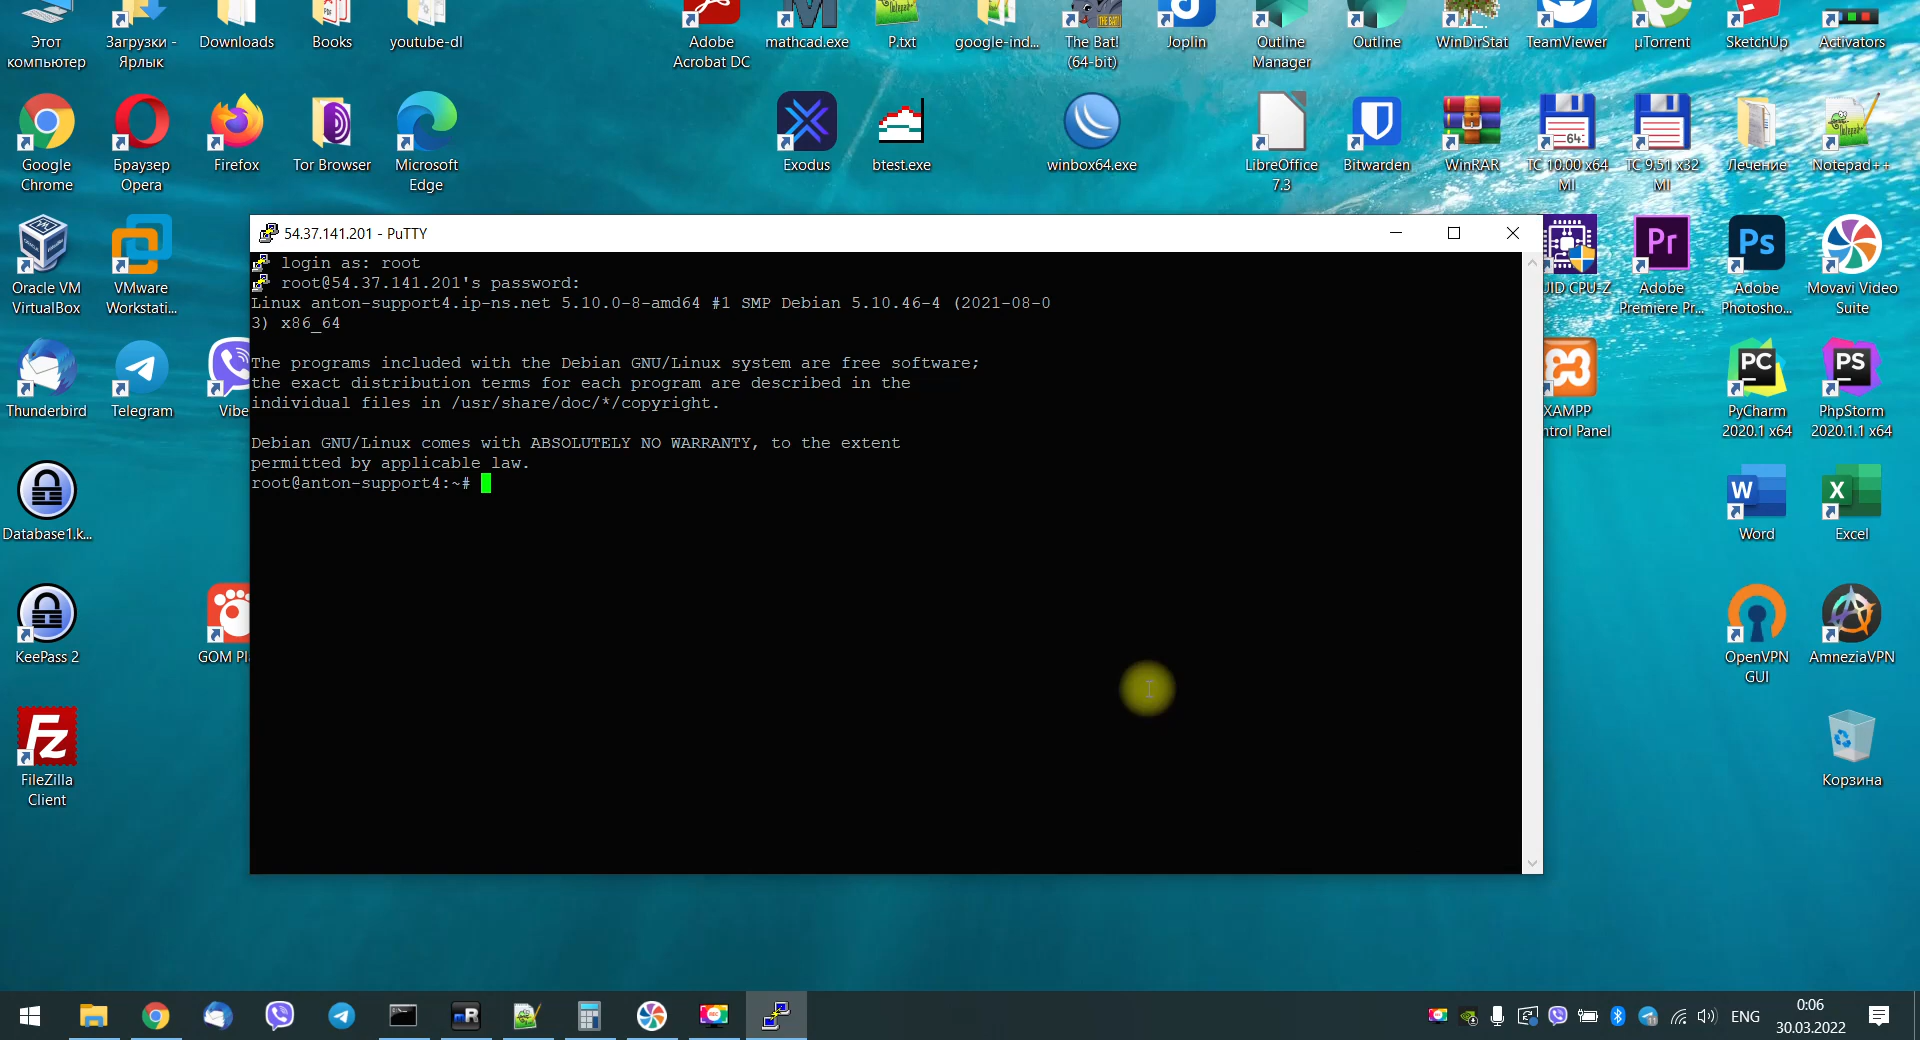 Этот компьютер
Загрузки - Ярлык
Downloads
Books
youtube-dl
Adobe Acrobat DC
mathcad.exe
P.txt
google-ind...
The Bat! (64-bit)
Joplin
Outline Manager
Outline
WinDirStat
TeamViewer
µTorrent
SketchUp
Activators
Google Chrome
Браузер Opera
Firefox
Tor Browser
Microsoft Edge
Exodus
btest.exe
winbox64.exe
LibreOffice 7.3
Bitwarden
WinRAR
TC 10.00 x64 MI
TC 9.51 x32 MI
Лечение
Notepad++
Oracle VM VirtualBox
VMware Workstati...
54.37.141.201 - PuTTY
login as: root
root@54.37.141.201's password:
Linux anton-support4.ip-ns.net 5.10.0-8-amd64 #1 SMP Debian 5.10.46-4 (2021-08-0
3) x86_64
The programs included with the Debian GNU/Linux system are free software;
the exact distribution terms for each program are described in the
individual files in /usr/share/doc/*/copyright.
Debian GNU/Linux comes with ABSOLUTELY NO WARRANTY, to the extent
permitted by applicable law.
root@anton-support4:~#
UID CPU-Z
Adobe Premiere Pr...
Adobe Photosho...
Movavi Video Suite
Thunderbird
Telegram
Vibe
XAMPP
ntrol Panel
PyCharm 2020.1 x64
PhpStorm 2020.1.1 x64
Database1.k...
Word
Excel
KeePass 2
GOM Pl
OpenVPN GUI
AmneziaVPN
FileZilla Client
Корзина
ENG
0:06
30.03.2022